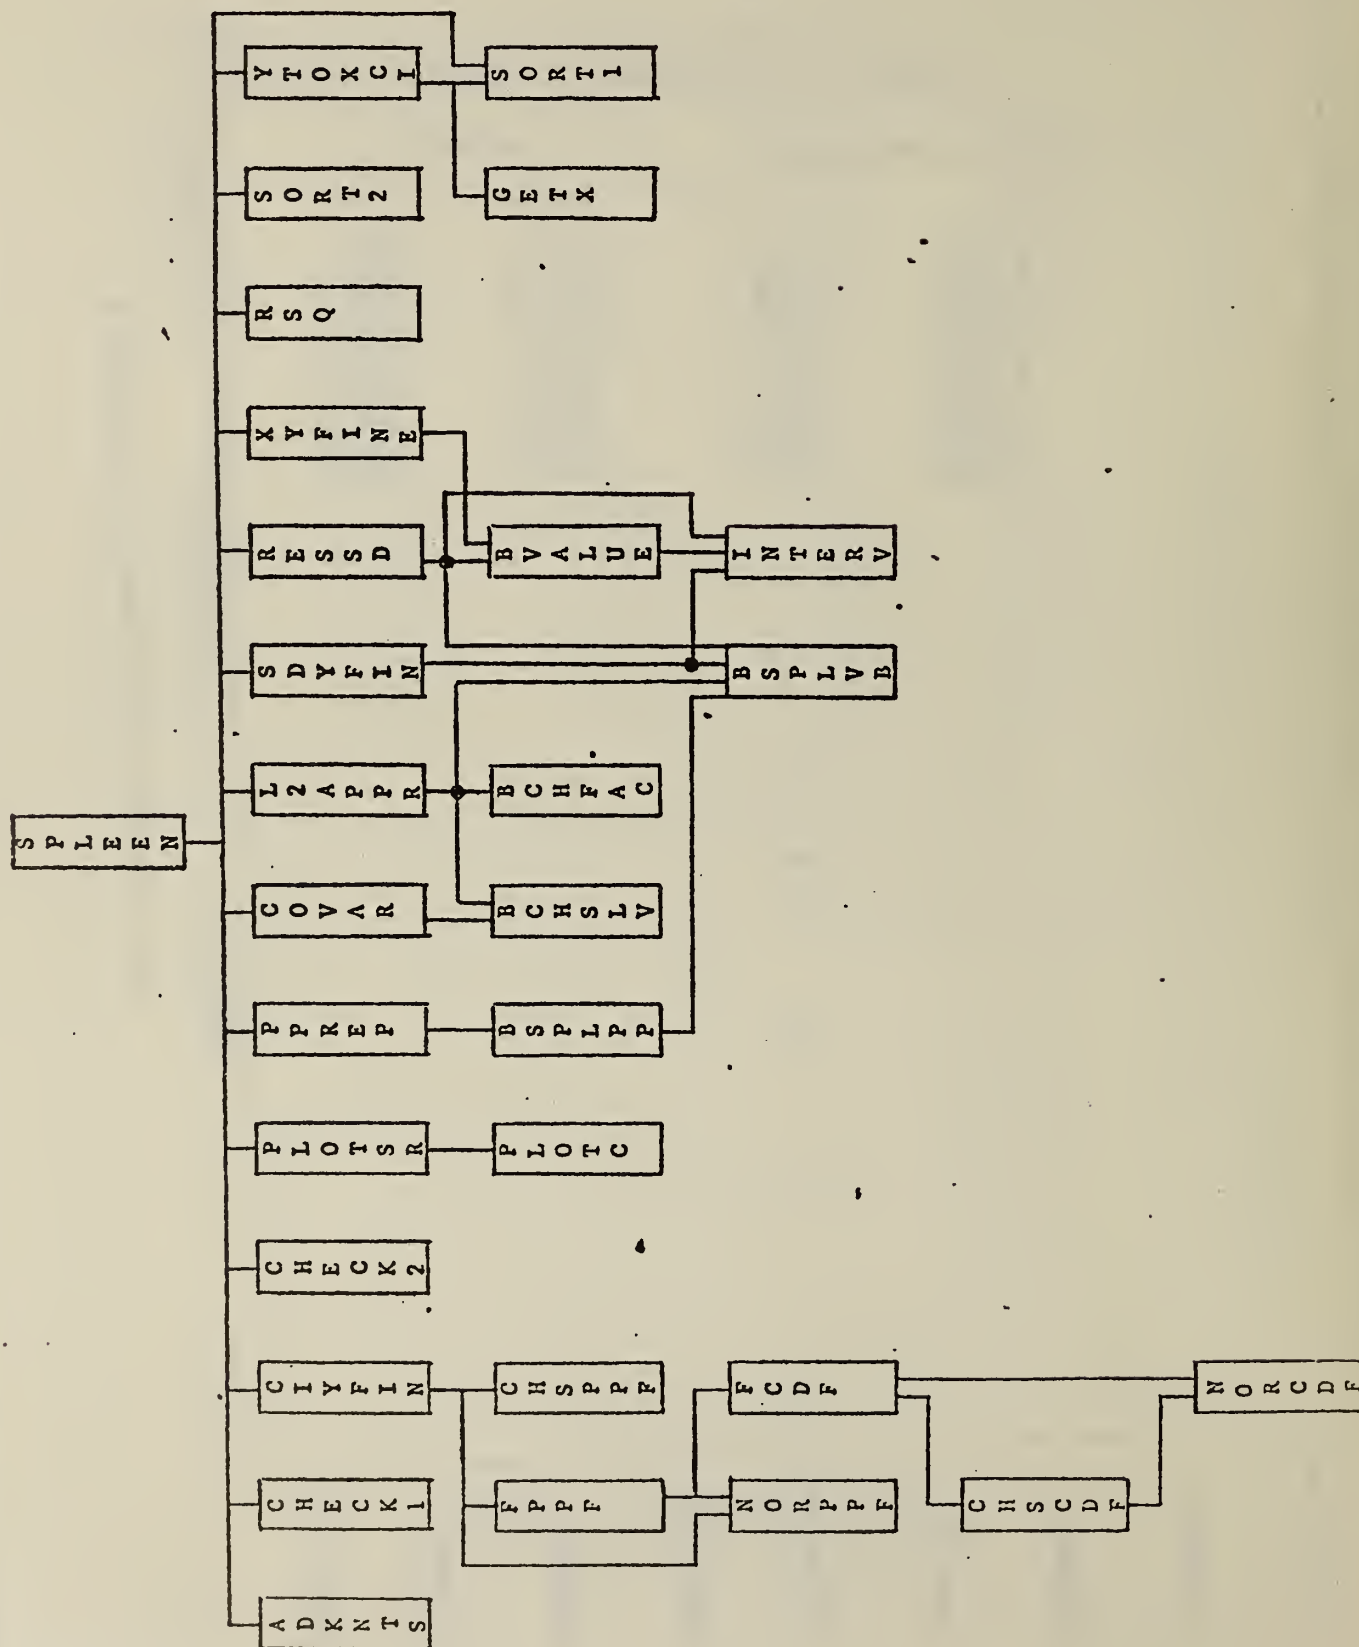 SPLEEN
ADKNTS
CHECK1
CIYFIN
CHECK2
PLOTSR
PPREP
COVAR
L2APPR
SDYFIN
RESSD
XYFINE
RSQ
SORT2
YTOXCI
FPPF
CHSPPF
PLOTC
BSPLPP
BCHSLV
BCHFAC
BVALUE
GETX
SORT1
NORPPF
FCDF
BSPLVB
INTERV
CHSCDF
NORCDF